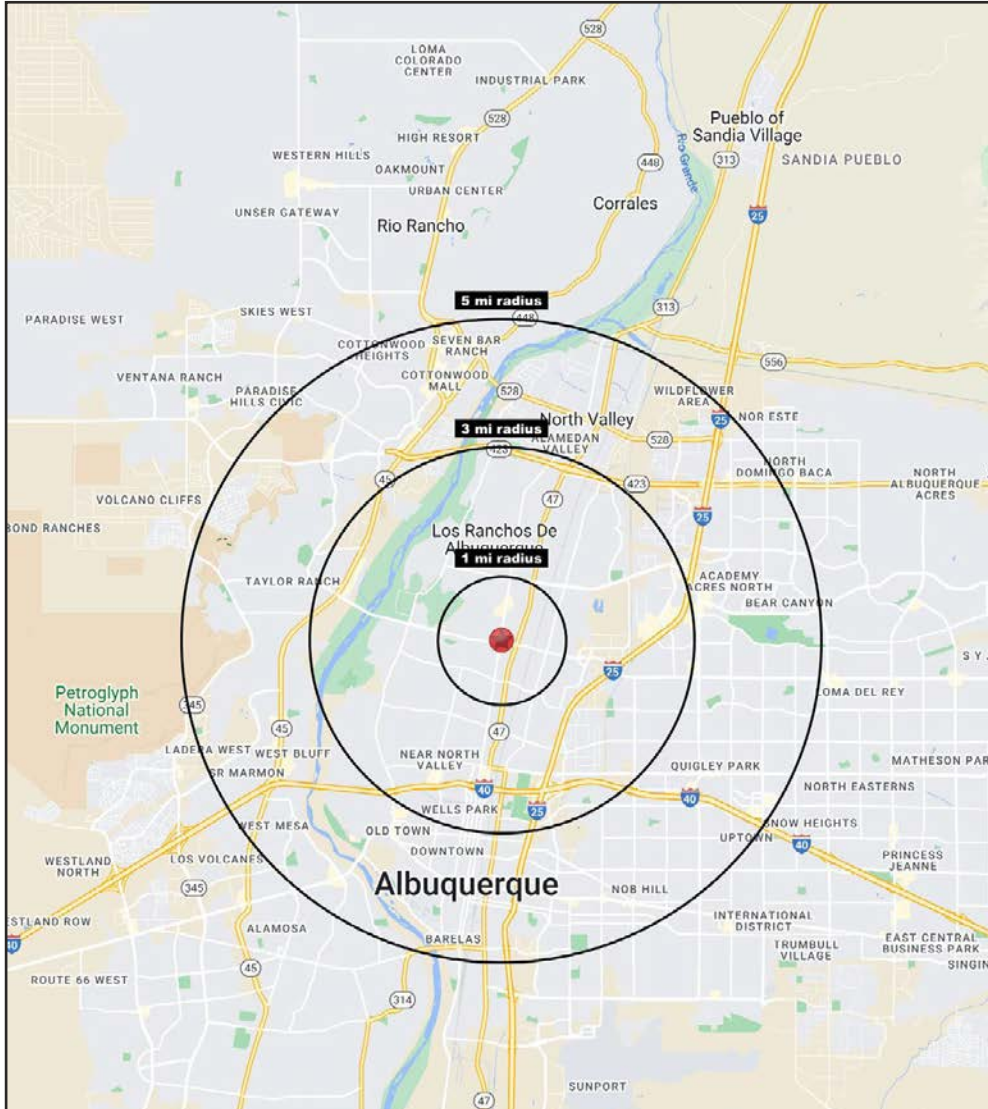 528
LOMA
COLORADO
CENTER
INDUSTRIAL PARK
528
Pueblo of
Sandia Village
HIGH RESORT
313
SANDIA PUEBLO
WESTERN HILLS
448
OAKMOUNT
Rio Grande
URBAN CENTER
Corrales
UNSER GATEWAY
25
Rio Rancho
5 mi radius
313
SKIES WEST
448
PARADISE WEST
COTTONWOOD
HEIGHTS
SEVEN BAR
RANCH
556
VENTANA RANCH
COTTONWOOD
MALL
PARADISE
HILLS CIVIC
528
WILDFLOWER
AREA
NOR ESTE
North Valley
25
3 mi radius
ALAMEDAN
VALLEY
528
423
NORTH
DOMINGO BACA
45
423
NORTH
ALBUQUERQUE
ACRES
VOLCANO CLIFFS
47
BOND RANCHES
25
Los Ranchos De
Albuquerque
1 mi radius
TAYLOR RANCH
ACADEMY
ACRES NORTH
BEAR CANYON
25
S Y
LOMA DEL REY
Petroglyph
National
Monument
345
45
47
LADERA WEST
WEST BLUFF
NEAR NORTH
VALLEY
MATHESON PAR
SR MARMON
QUIGLEY PARK
40
40
NORTH EASTERNS
25
WELLS PARK
WEST MESA
OLD TOWN
SNOW HEIGHTS
UPTOWN
40
DOWNTOWN
WESTLAND
NORTH
LOS VOLCANES
PRINCESS
JEANNE
345
Albuquerque
NOB HILL
ESTLAND ROW
ALAMOSA
INTERNATIONAL
DISTRICT
40
BARELAS
TRUMBULL
VILLAGE
EAST CENTRAL
BUSINESS PARK
45
SINGIN
ROUTE 66 WEST
314
SUNPORT
47